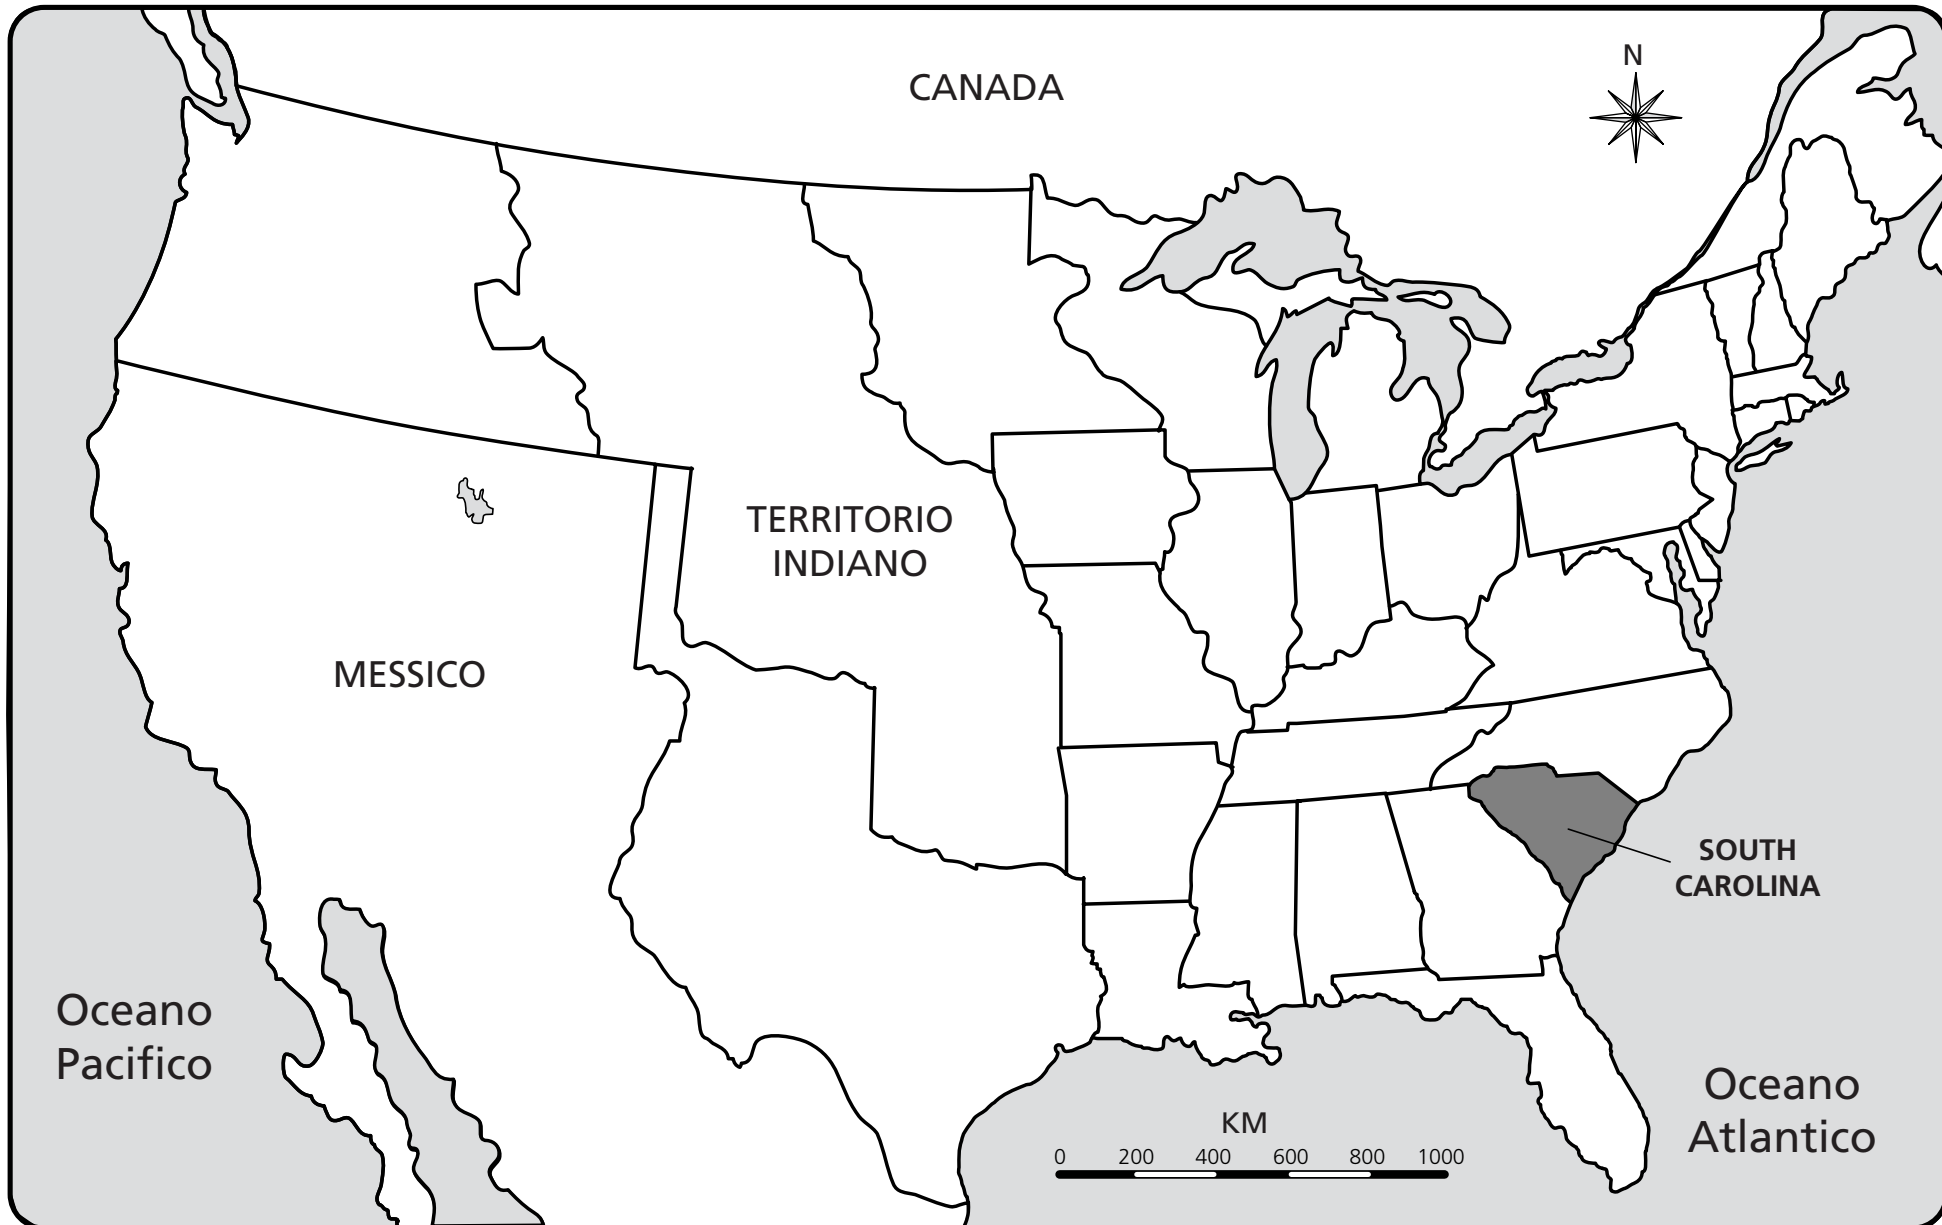 N
CANADA
TERRITORIO
INDIANO
MESSICO
SOUTH
CAROLINA
Oceano
Pacifico
Oceano
Atlantico
KM
0 200 400 600 800 1000